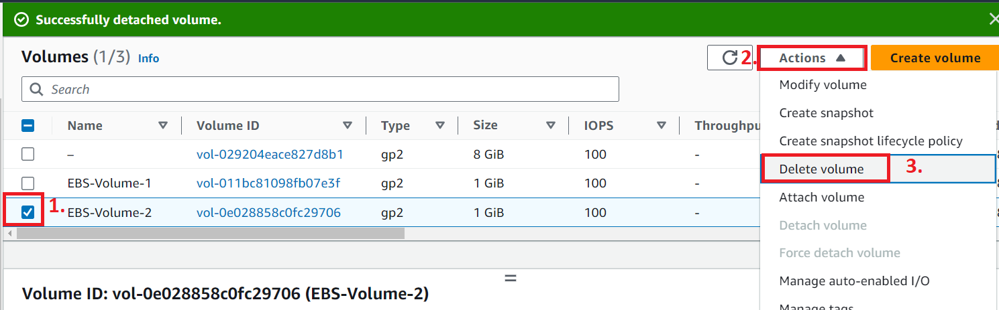 Successfully detached volume.
Volumes (1/3) Info
2. Actions Create volume
Search
Modify volume
Create snapshot
Name Volume ID Type Size IOPS Throughpu
Create snapshot lifecycle policy
– vol-029204eace827d8b1 gp2 8 GiB 100 -
Delete volume 3.
EBS-Volume-1 vol-011bc81098fb07e3f gp2 1 GiB 100 -
Attach volume
1. EBS-Volume-2 vol-0e028858c0fc29706 gp2 1 GiB 100 -
Detach volume
Force detach volume
Manage auto-enabled I/O
Volume ID: vol-0e028858c0fc29706 (EBS-Volume-2)
Manage tags